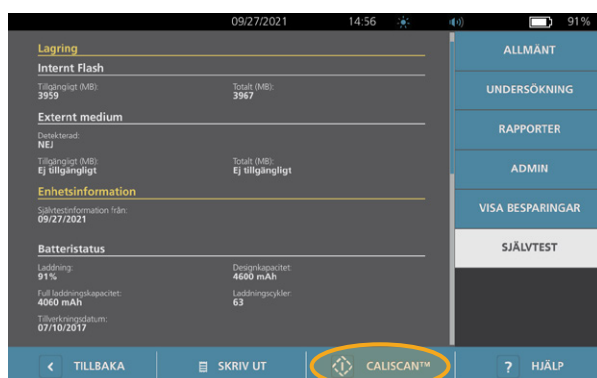 09/27/2021 14:56 91%
Lagring
Internt Flash
Tillgängligt (MB): Totalt (MB):
3959 3967
Externt medium
Detekterad:
NEJ
Tillgängligt (MB): Totalt (MB):
Ej tillgängligt Ej tillgängligt
Enhetsinformation
Självtestinformation från:
09/27/2021
Batteristatus
Laddning: Designkapacitet
91% 4600 mAh
Full laddningskapacitet: Laddningscykler:
4060 mAh 63
Tillverkningsdatum:
07/10/2017
ALLMÄNT
UNDERSÖKNING
RAPPORTER
ADMIN
VISA BESPARINGAR
SJÄLVTEST
TILLBAKA SKRIV UT CALISCAN™ ? HJÄLP